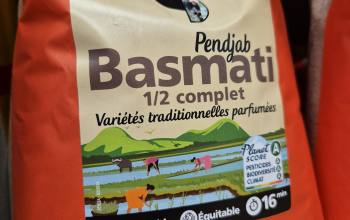 Pendjab
Basmati
1/2 complet
Variétés traditionnelles parfumées
Planet
SCORE
PESTICIDES
BIODIVERSITÉ
CLIMAT
A
Équitable
16 min